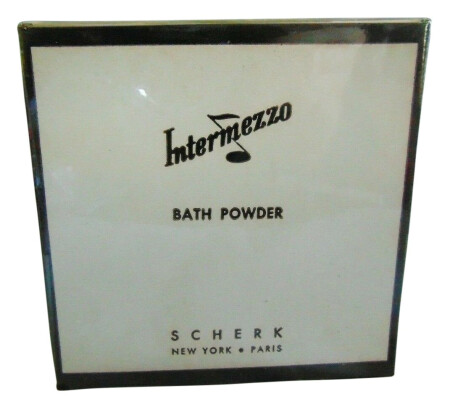 Intermezzo
BATH POWDER
SCHERK
NEW YORK • PARIS